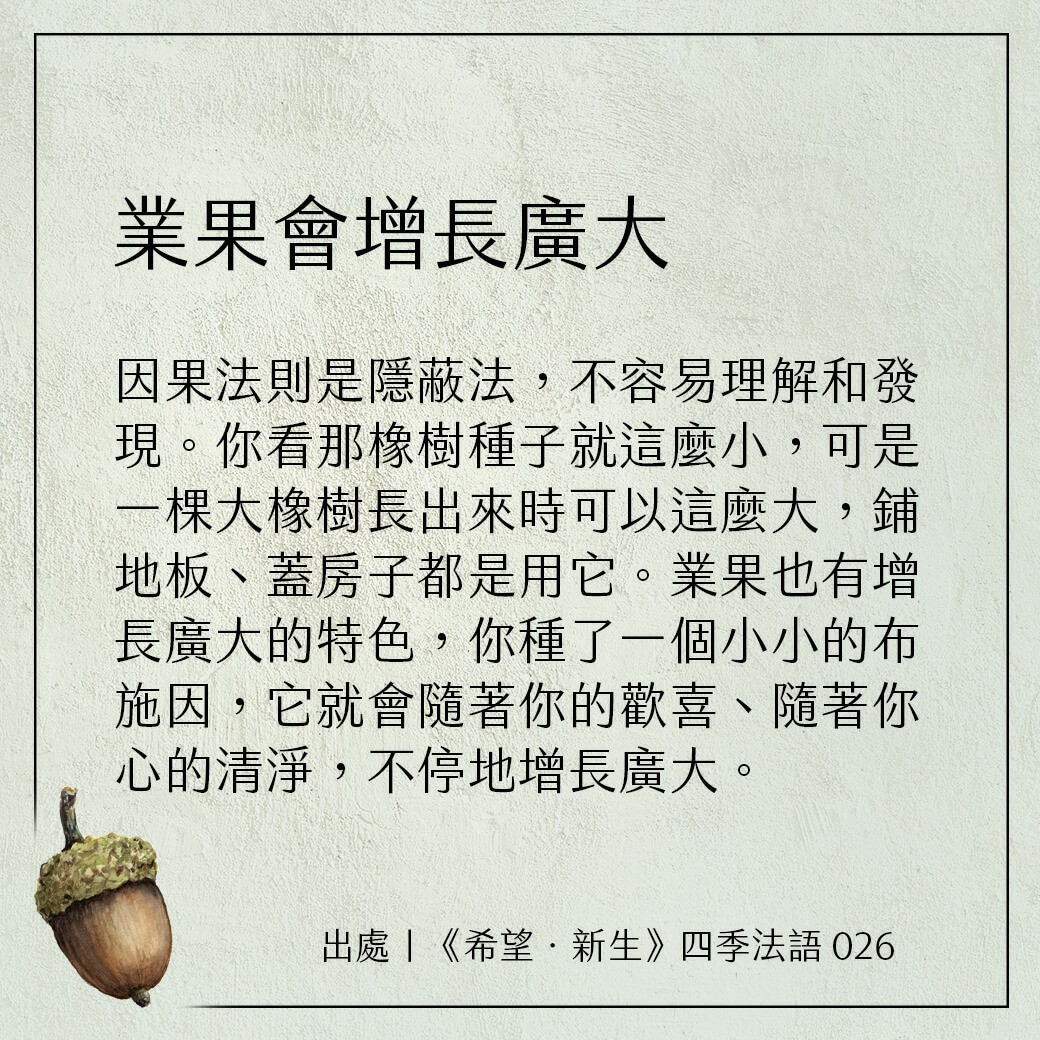 業果會增長廣大
因果法則是隱蔽法，不容易理解和發
現。你看那橡樹種子就這麼小，可是
一棵大橡樹長出來時可以這麼大，鋪
地板、蓋房子都是用它。業果也有增
長廣大的特色，你種了一個小小的布
施因，它就會隨著你的歡喜、隨著你
心的清淨，不停地增長廣大。
出處｜《希望．新生》四季法語 026